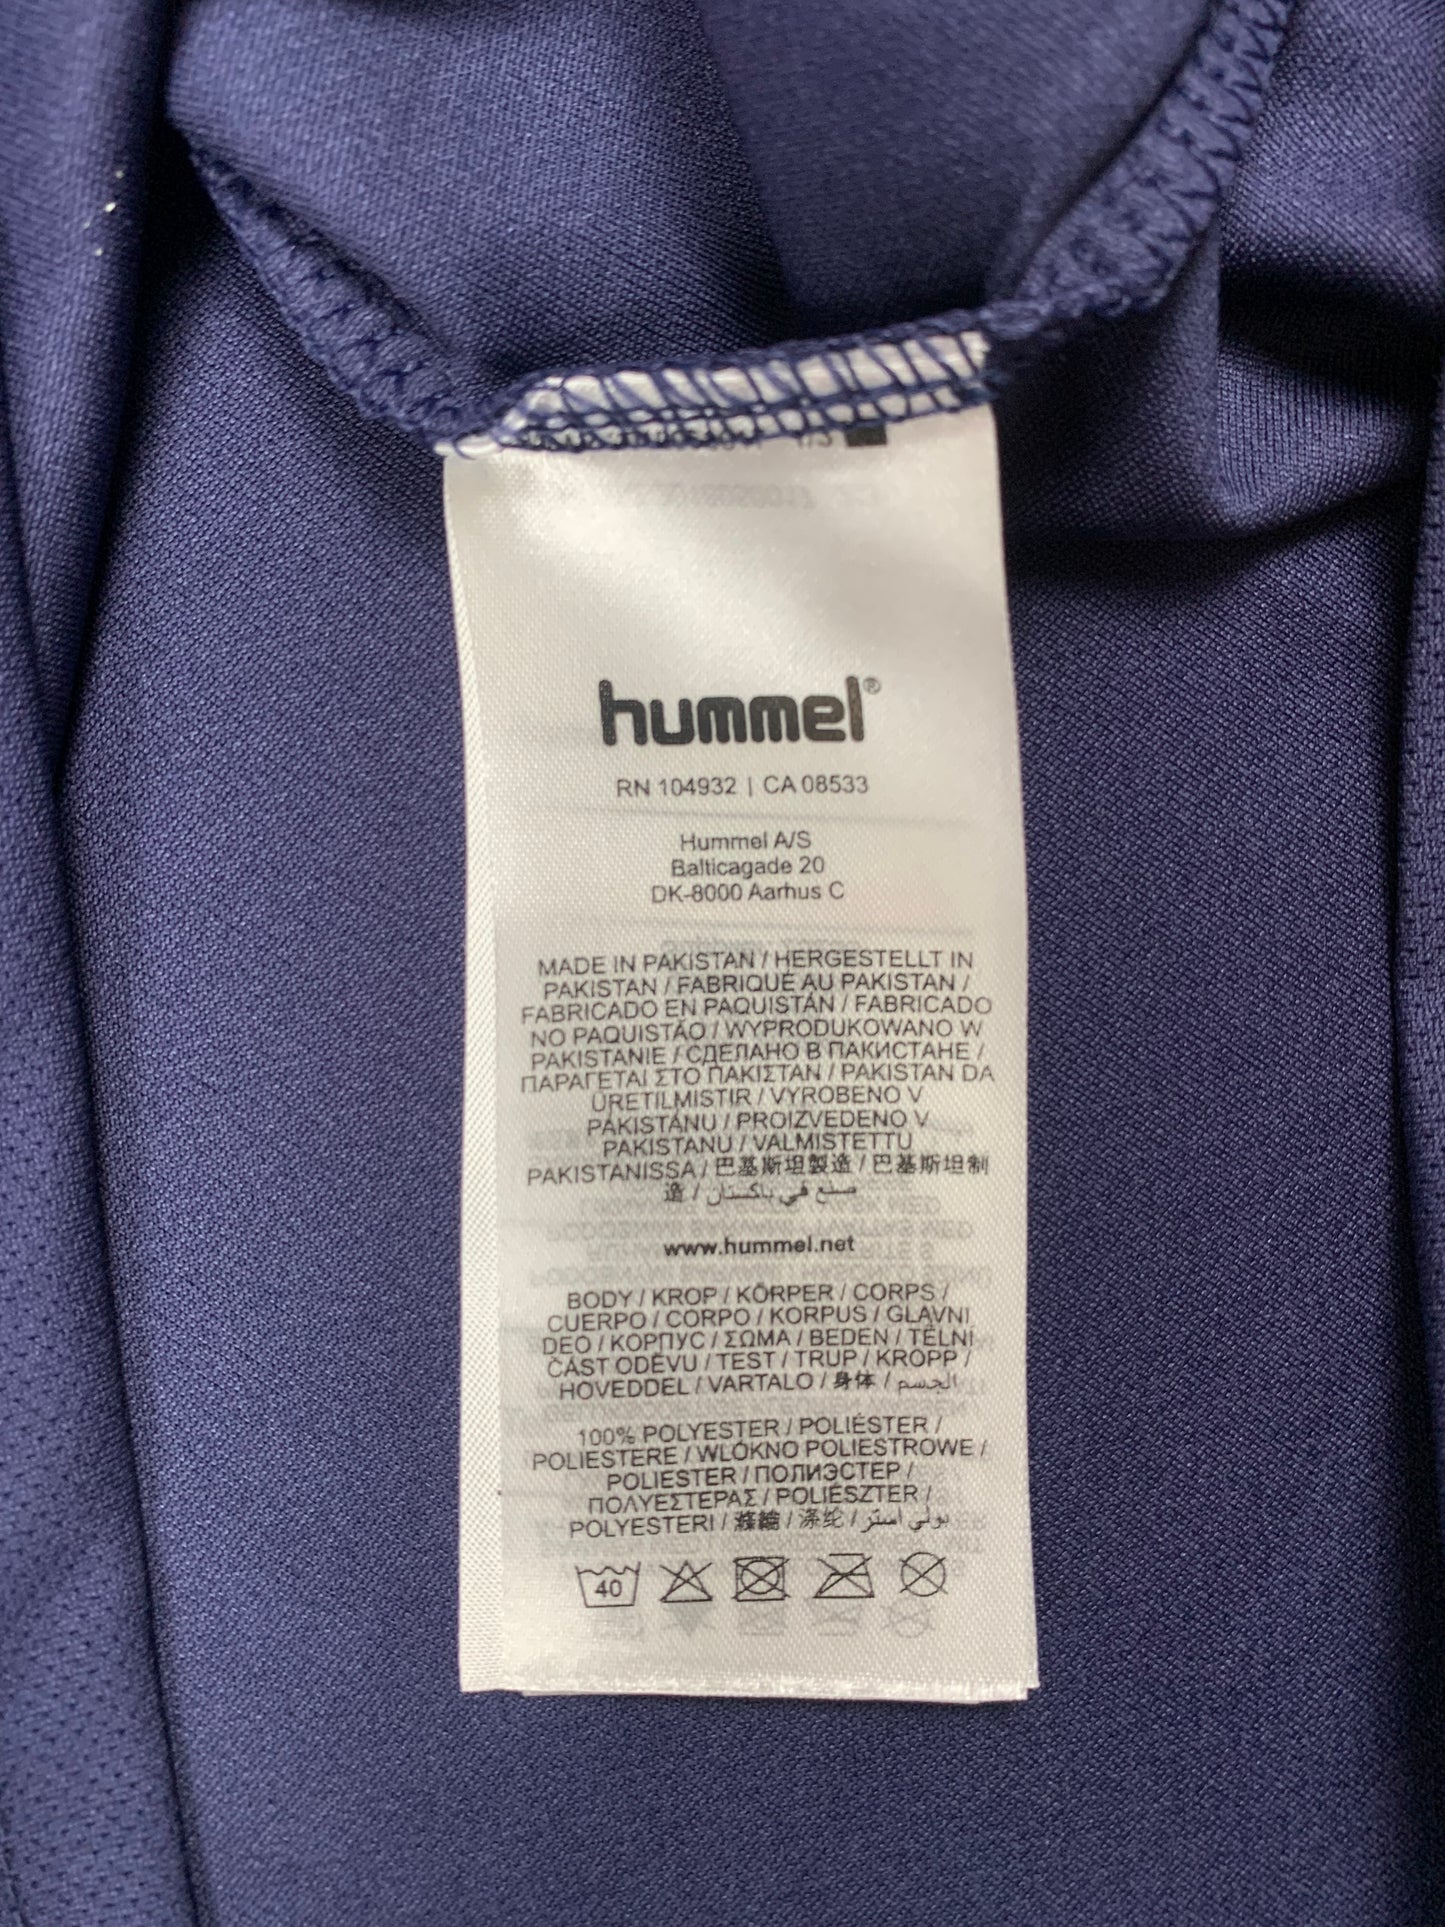 hummel®
RN 104932 | CA 08533
Hummel A/S
Balticagade 20
DK-8000 Aarhus C
MADE IN PAKISTAN / HERGESTELLT IN
PAKISTAN / FABRIQUÉ AU PAKISTAN /
FABRICADO EN PAQUISTÁN / FABRICADO
NO PAQUISTÃO / WYPRODUKOWANO W
PAKISTANIE / СДЕЛАНО В ПАКИСТАНЕ /
ΠΑΡΑΓΕΤΑΙ ΣΤΟ ΠΑΚΙΣΤΑΝ / PAKISTAN DA
ÜRETILMISTIR / VYROBENO V
PÁKISTÁNU / PROIZVEDENO V
PAKISTANU / VALMISTETTU
PAKISTANISSA / 巴基斯坦製造 / 巴基斯坦制
造 / صنع في باكستان
www.hummel.net
BODY / KROP / KÖRPER / CORPS /
CUERPO / CORPO / KORPUS / GLAVNI
DEO / КОРПУС / ΣΩΜΑ / BEDEN / TĚLNÍ
ČÁST ODĚVU / TEST / TRUP / KROPP /
HOVEDDEL / VARTALO / 身体 / الجسم
100% POLYESTER / POLIÉSTER /
POLIESTERE / WŁÓKNO POLIESTROWE /
POLIESTER / ПОЛИЭСТЕР /
ΠΟΛΥΕΣΤΕΡΑΣ / POLIÉSZTER /
POLYESTERI / 滌綸 / 涤纶 / بولي استر
40